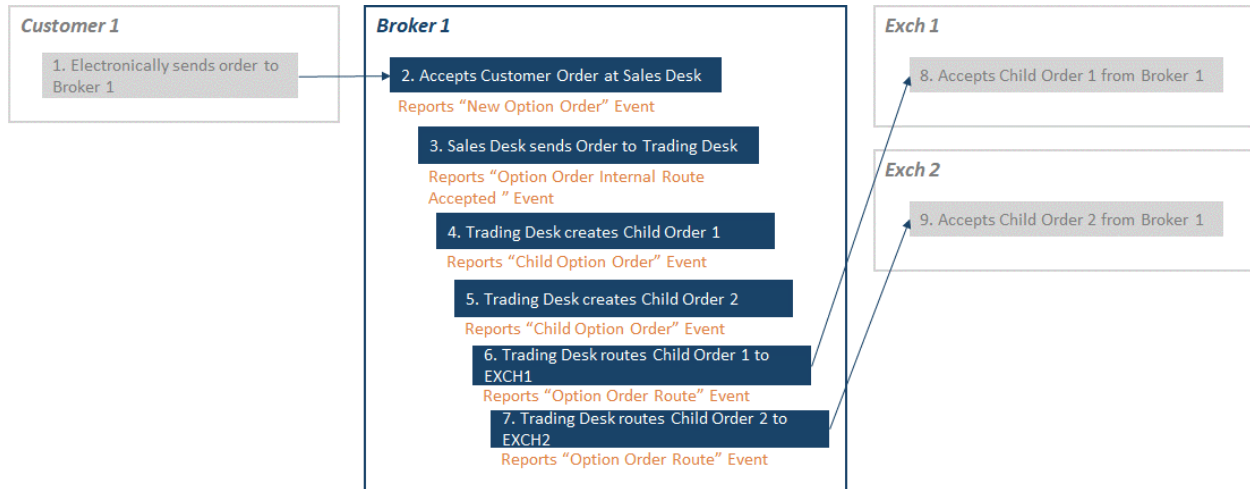 Customer 1
1. Electronically sends order to
Broker 1
Broker 1
2. Accepts Customer Order at Sales Desk
Reports “New Option Order” Event
3. Sales Desk sends Order to Trading Desk
Reports “Option Order Internal Route
Accepted ” Event
4. Trading Desk creates Child Order 1
Reports “Child Option Order” Event
5. Trading Desk creates Child Order 2
Reports “Child Option Order” Event
6. Trading Desk routes Child Order 1 to
EXCH1
Reports “Option Order Route” Event
7. Trading Desk routes Child Order 2 to
EXCH2
Reports “Option Order Route” Event
Exch 1
8. Accepts Child Order 1 from Broker 1
Exch 2
9. Accepts Child Order 2 from Broker 1